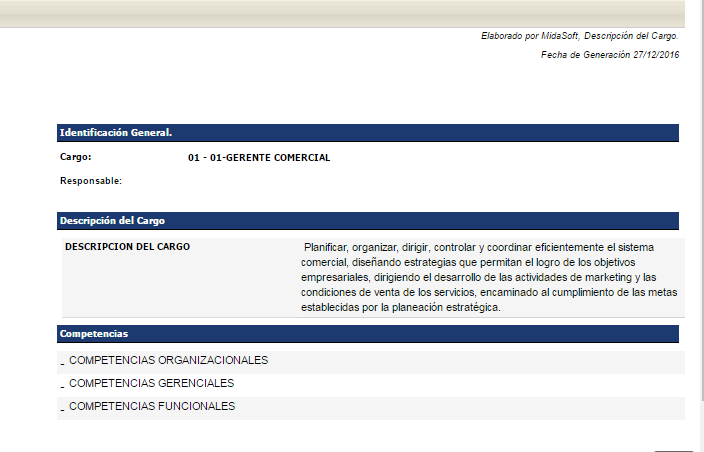 Elaborado por MidaSoft, Descripción del Cargo.
Fecha de Generación 27/12/2016
Identificación General.
Cargo: 01 - 01-GERENTE COMERCIAL
Responsable:
Descripción del Cargo
DESCRIPCION DEL CARGO Planificar, organizar, dirigir, controlar y coordinar eficientemente el sistema
comercial, diseñando estrategias que permitan el logro de los objetivos
empresariales, dirigiendo el desarrollo de las actividades de marketing y las
condiciones de venta de los servicios, encaminado al cumplimiento de las metas
establecidas por la planeación estratégica.
Competencias
- COMPETENCIAS ORGANIZACIONALES
- COMPETENCIAS GERENCIALES
- COMPETENCIAS FUNCIONALES